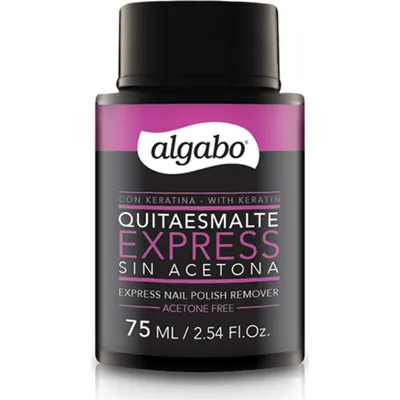 algabo
CON KERATINA - WITH KERATIN
QUITAESMALTE
EXPRESS
SIN ACETONA
EXPRESS NAIL POLISH REMOVER
ACETONE FREE
75 ML / 2.54 Fl.Oz.